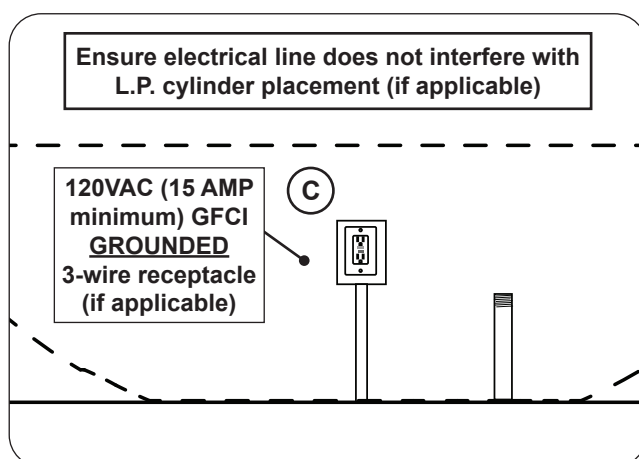 Ensure electrical line does not interfere with
L.P. cylinder placement (if applicable)
120VAC (15 AMP
minimum) GFCI
GROUNDED
3-wire receptacle
(if applicable)
C